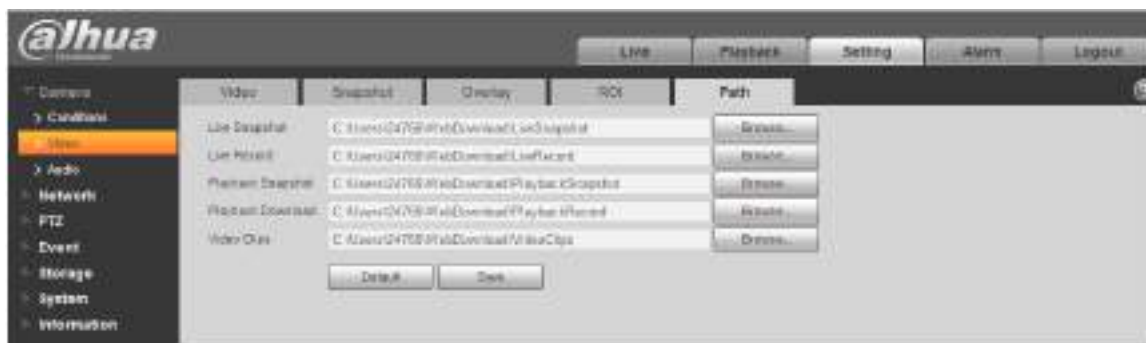 alhua
Live Playback Setting Alarm Logout
Camera
Video Snapshot Overlay ROI Path
Conditions
Video
Audio
Network
PTZ
Event
Storage
System
Information
Live Snapshot Browse...
Live Record Browse...
Playback Snapshot Browse...
Playback Download Browse...
Video Clips Browse...
Default Save